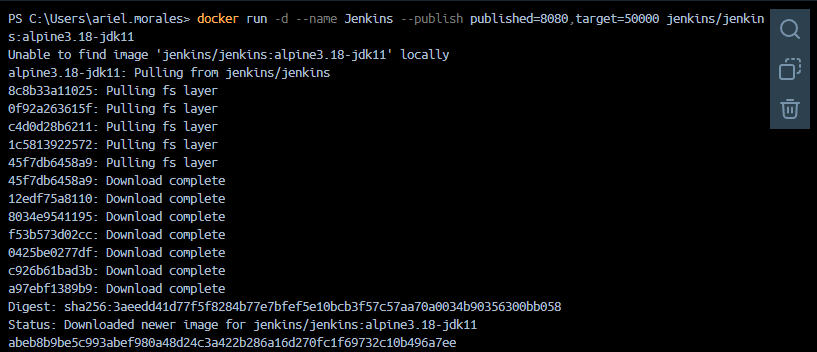 PS C:\Users\ariel.morales> docker run -d --name Jenkins --publish published=8080,target=50000 jenkins/jenkin
s:alpine3.18-jdk11
Unable to find image 'jenkins/jenkins:alpine3.18-jdk11' locally
alpine3.18-jdk11: Pulling from jenkins/jenkins
8c8b33a11025: Pulling fs layer
0f92a263615f: Pulling fs layer
c4d0d28b6211: Pulling fs layer
1c5813922572: Pulling fs layer
45f7db6458a9: Pulling fs layer
45f7db6458a9: Download complete
12edf75a8110: Download complete
8034e9541195: Download complete
f53b573d02cc: Download complete
0425be0277df: Download complete
c926b61bad3b: Download complete
a97ebf1389b9: Download complete
Digest: sha256:3aeedd41d77f5f8284b77e7bfef5e10bcb3f57c57aa70a0034b90356300bb058
Status: Downloaded newer image for jenkins/jenkins:alpine3.18-jdk11
abeb8b9be5c993abef980a48d24c3a422b286a16d270fc1f69732c10b496a7ee